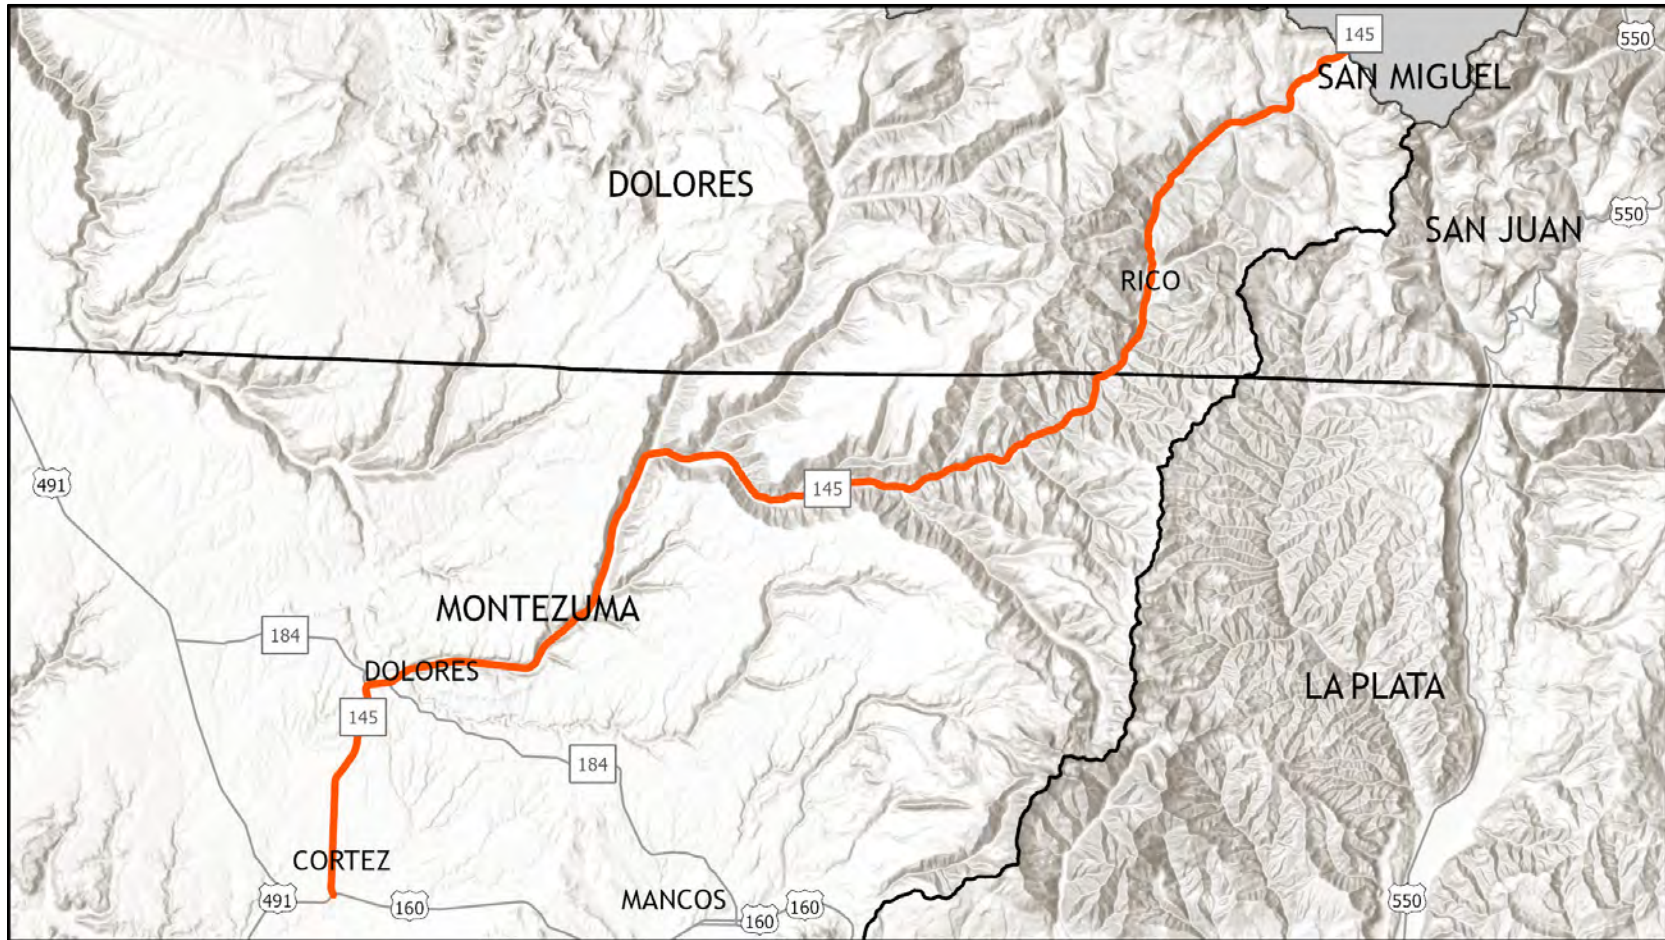 145
550
SAN MIGUEL
DOLORES
550
SAN JUAN
RICO
491
145
MONTEZUMA
184
DOLORES
LA PLATA
145
184
CORTEZ
MANCOS
491
160
160
160
550